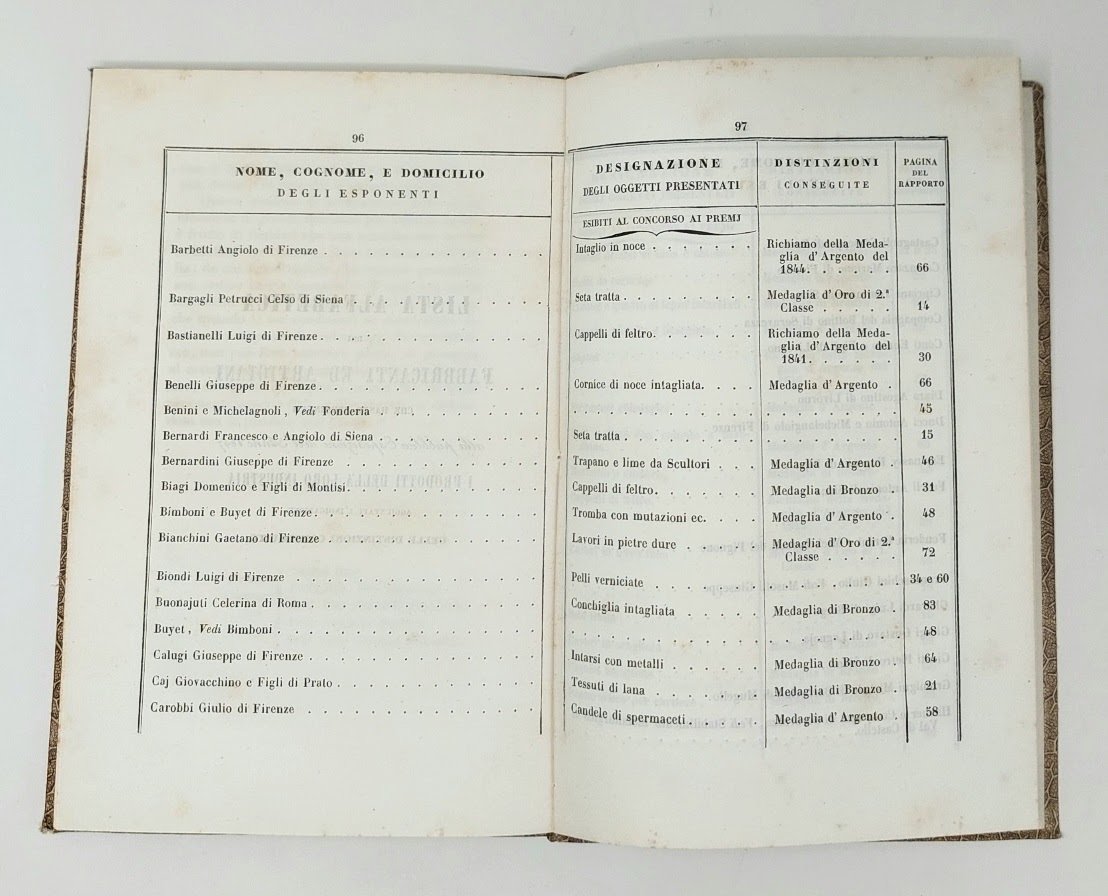 96
NOME, COGNOME, E DOMICILIO
DEGLI ESPONENTI
Barbetti Angiolo di Firenze
Bargagli Petrucci Celso di Siena
Bastianelli Luigi di Firenze
Benelli Giuseppe di Firenze
Benini e Michelagnoli, Vedi Fonderia
Bernardi Francesco e Angiolo di Siena
Bernardini Giuseppe di Firenze
Biagi Domenico e Figli di Montisi
Bimboni e Buyet di Firenze
Bianchini Gaetano di Firenze
Biondi Luigi di Firenze
Buonajuti Celerina di Roma
Buyet, Vedi Bimboni
Calugi Giuseppe di Firenze
Caj Giovacchino e Figli di Prato
Carobbi Giulio di Firenze
97
DESIGNAZIONE
DEGLI OGGETTI PRESENTATI
DISTINZIONI
CONSEGUITE
PAGINA
DEL
RAPPORTO
ESIBITI AL CONCORSO AI PREMJ
Intaglio in noce . . . . . . . Richiamo della Meda-
glia d'Argento del
1844. . . . . . 66
Seta tratta . . . . . . . . Medaglia d'Oro di 2.ª
Classe . . . . . 14
Cappelli di feltro. . . . . . Richiamo della Meda-
glia d'Argento del
1841. . . . . . 30
Cornice di noce intagliata. . . . Medaglia d'Argento . 66
. . . . . . . . . . . . 45
Seta tratta . . . . . . . . 15
Trapano e lime da Scultori . . . Medaglia d'Argento . 46
Cappelli di feltro. . . . . . Medaglia di Bronzo . 31
Tromba con mutazioni ec. . . . Medaglia d'Argento . 48
Lavori in pietre dure . . . . Medaglia d'Oro di 2.ª
Classe . . . . . 72
Pelli verniciate . . . . . . . 34 e 60
Conchiglia intagliata . . . . . Medaglia di Bronzo . 83
. . . . . . . . . . . . 48
Intarsi con metalli . . . . . . Medaglia di Bronzo . 64
Tessuti di lana . . . . . . . Medaglia di Bronzo . 21
Candele di spermaceti . . . . . Medaglia d'Argento . 58